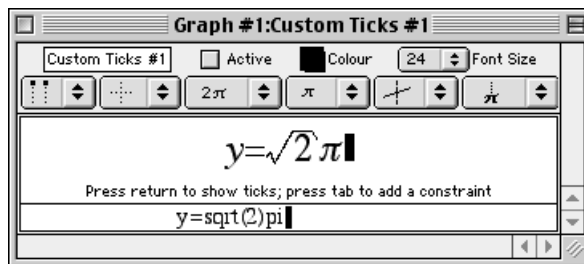 Graph #1:Custom Ticks #1
Custom Ticks #1 Active Colour 24 Font Size
2π π π
y=√2π
Press return to show ticks; press tab to add a constraint
y=sqrt(2)pi